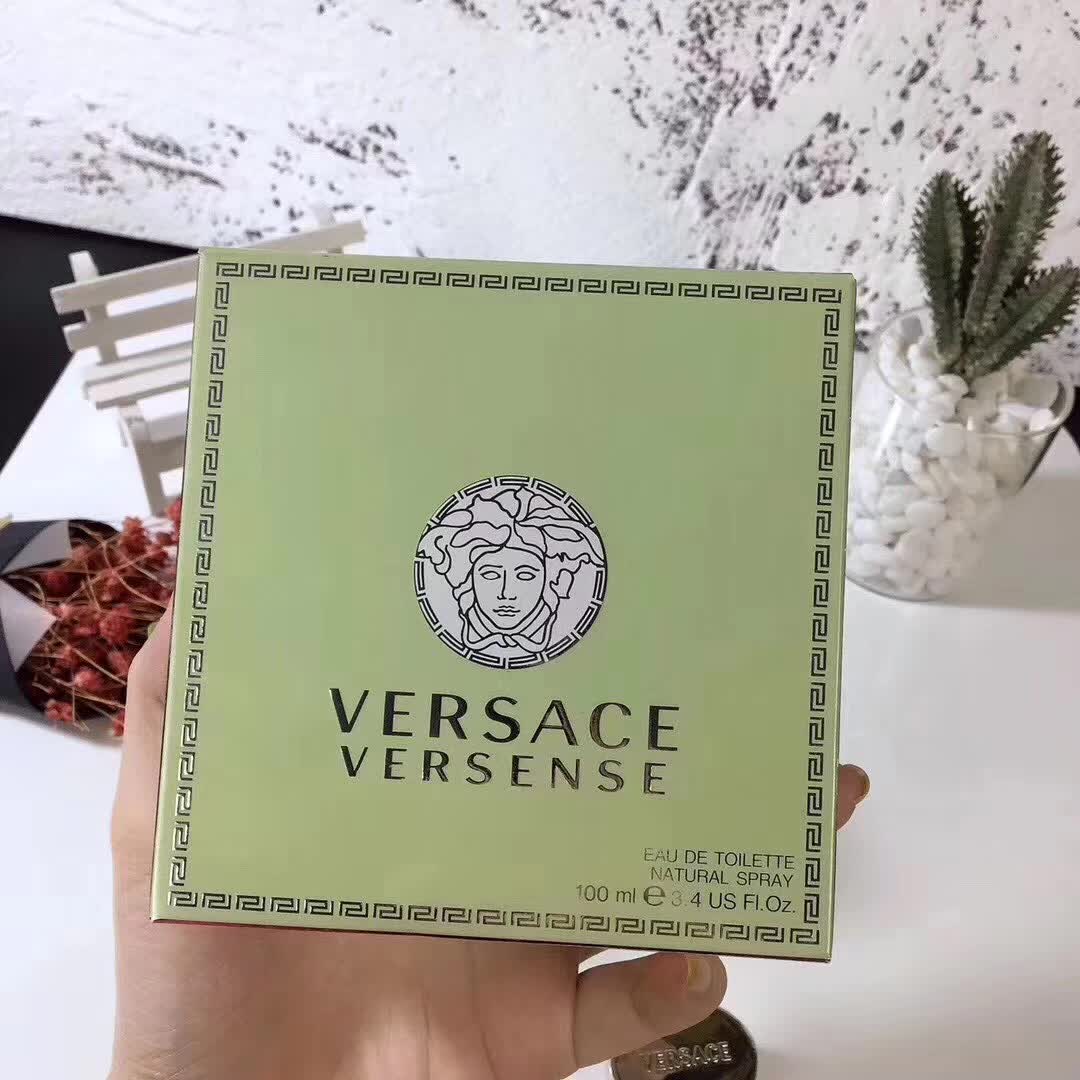 VERSACE
VERSENSE
EAU DE TOILETTE
NATURAL SPRAY
100 ml ℮ 3.4 US Fl.Oz.
VERSACE